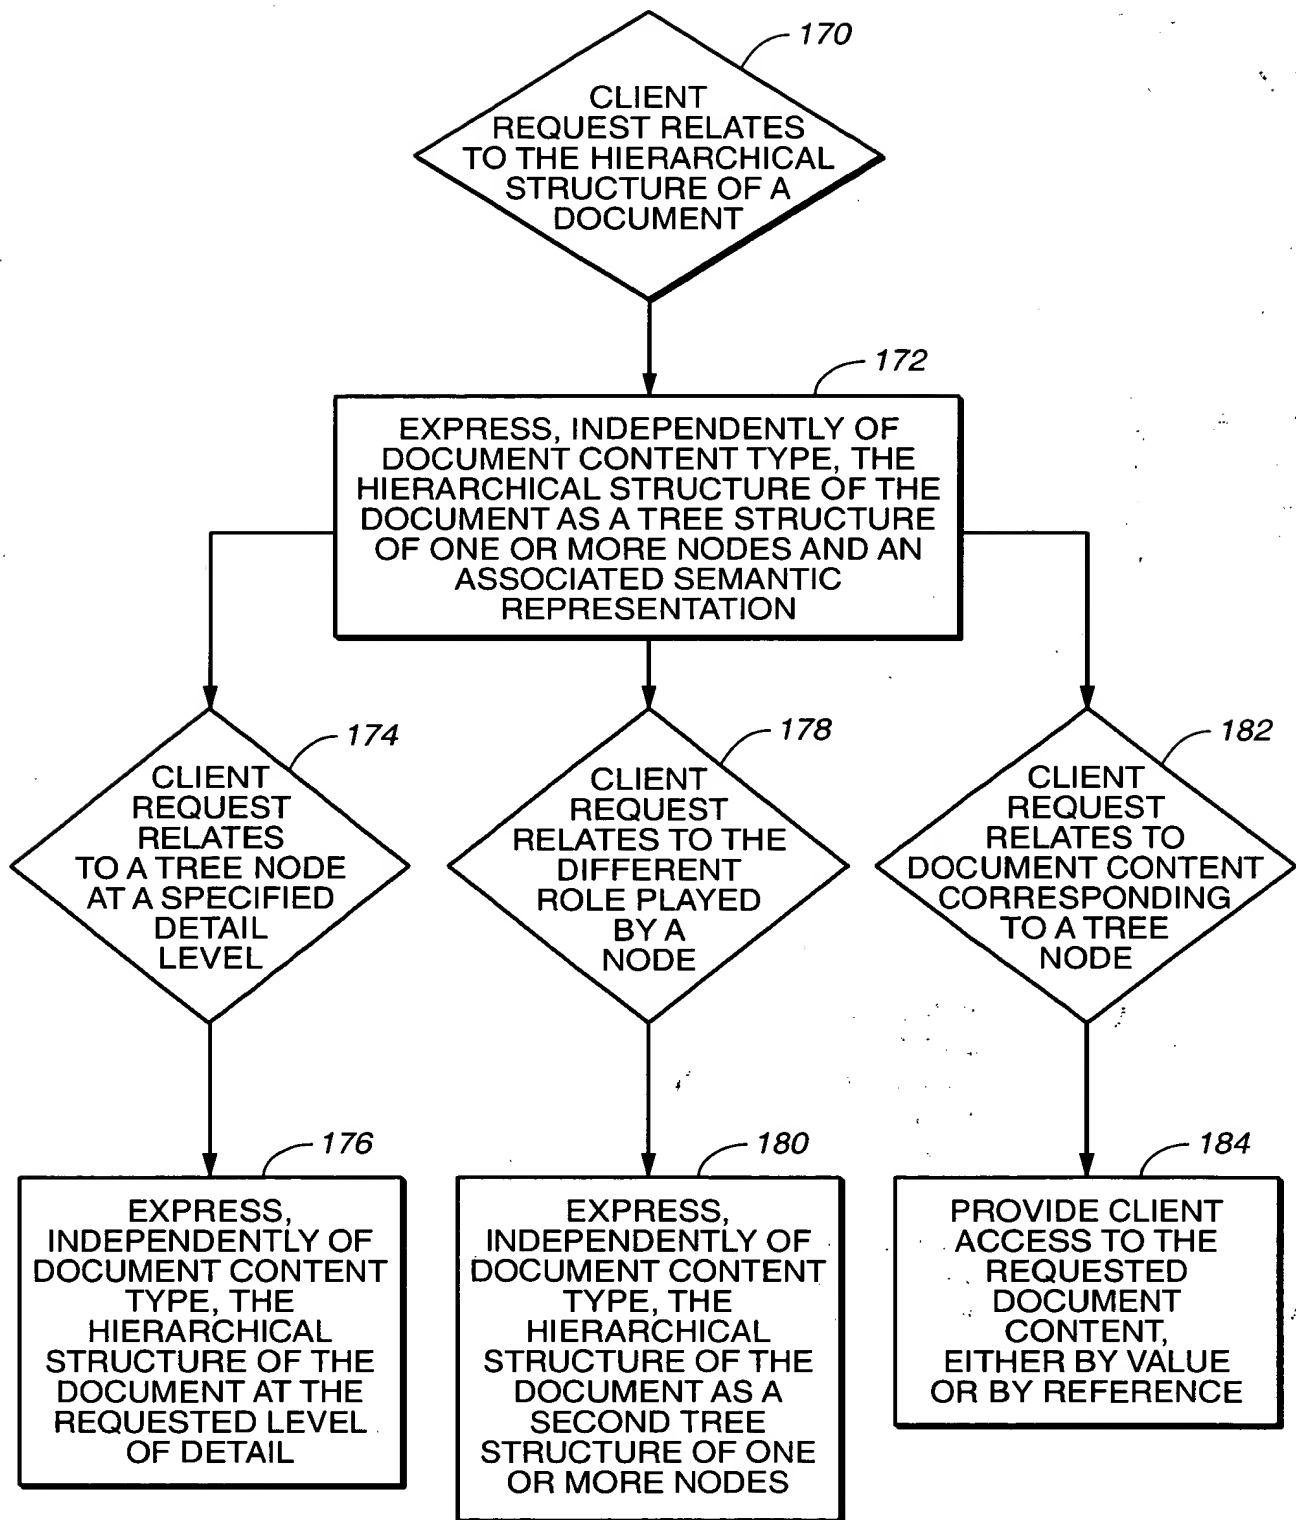 170
CLIENT
REQUEST RELATES
TO THE HIERARCHICAL
STRUCTURE OF A
DOCUMENT
172
EXPRESS, INDEPENDENTLY OF
DOCUMENT CONTENT TYPE, THE
HIERARCHICAL STRUCTURE OF THE
DOCUMENT AS A TREE STRUCTURE
OF ONE OR MORE NODES AND AN
ASSOCIATED SEMANTIC
REPRESENTATION
174
CLIENT
REQUEST
RELATES
TO A TREE NODE
AT A SPECIFIED
DETAIL
LEVEL
178
CLIENT
REQUEST
RELATES TO THE
DIFFERENT
ROLE PLAYED
BY A
NODE
182
CLIENT
REQUEST
RELATES TO
DOCUMENT CONTENT
CORRESPONDING
TO A TREE
NODE
176
EXPRESS,
INDEPENDENTLY OF
DOCUMENT CONTENT
TYPE, THE
HIERARCHICAL
STRUCTURE OF THE
DOCUMENT AT THE
REQUESTED LEVEL
OF DETAIL
180
EXPRESS,
INDEPENDENTLY OF
DOCUMENT CONTENT
TYPE, THE
HIERARCHICAL
STRUCTURE OF THE
DOCUMENT AS A
SECOND TREE
STRUCTURE OF ONE
OR MORE NODES
184
PROVIDE CLIENT
ACCESS TO THE
REQUESTED
DOCUMENT
CONTENT,
EITHER BY VALUE
OR BY REFERENCE